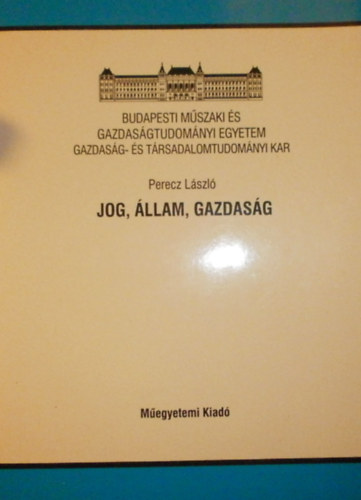 BUDAPESTI MŰSZAKI ÉS
GAZDASÁGTUDOMÁNYI EGYETEM
GAZDASÁG- ÉS TÁRSADALOMTUDOMÁNYI KAR
Perecz László
JOG, ÁLLAM, GAZDASÁG
Műegyetemi Kiadó